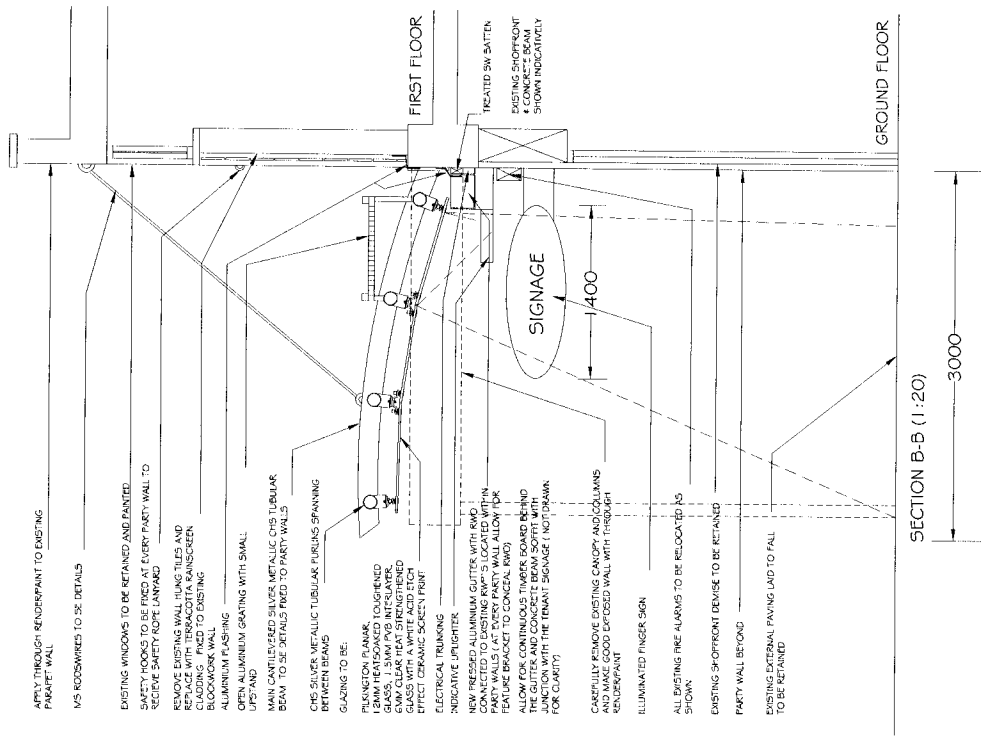 APPLY THROUGH RENDER/PAINT TO EXISTING
PARAPET WALL
MS RODS/WIRES TO SE DETAILS
EXISTING WINDOWS TO BE RETAINED AND PAINTED
SAFETY HOOKS TO BE FIXED AT EVERY PARTY WALL TO
RECIEVE SAFETY ROPE LANYARD
REMOVE EXISTING WALL HUNG TILES AND
REPLACE WITH TERRACOTTA RAINSCREEN
CLADDING , FIXED TO EXISTING
BLOCKWORK WALL
ALUMINIUM FLASHING
OPEN ALUMINIUM GRATING WITH SMALL
UPSTAND
MAIN CANTILEVERED SILVER METALLIC CHS TUBULAR
BEAM TO SE DETAILS FIXED TO PARTY WALLS
CHS SILVER METALLIC TUBULAR PURLINS SPANNING
BETWEEN BEAMS
GLAZING TO BE:
PILKINGTON PLANAR,
12MM HEATSOAKED TOUGHENED
GLASS, 1.5MM PVB INTERLAYER,
6MM CLEAR HEAT STRENGTHENED
GLASS WITH A WHITE ACID ETCH
EFFECT CERAMIC SCREEN PRINT
ELECTRICAL TRUNKING
INDICATIVE UPLIGHTER
NEW PRESSED ALUMINIUM GUTTER WITH RWO
CONNECTED TO EXISTING RWP'S LOCATED WITHIN
PARTY WALLS ( AT EVERY PARTY WALL ALLOW FOR
FEATURE BRACKET TO CONCEAL RWO)
ALLOW FOR CONTINUOUS TIMBER BOARD BEHIND
THE GUTTER AND CONCRETE BEAM SOFFIT WITH
JUNCTION WITH THE TENANT SIGNAGE ( NOT DRAWN
FOR CLARITY)
CAREFULLY REMOVE EXISTING CANOPY AND COLUMNS
AND MAKE GOOD EXPOSED WALL WITH THROUGH
RENDER/PAINT
ILLUMINATED FINGER SIGN
ALL EXISTING FIRE ALARMS TO BE RELOCATED AS
SHOWN
EXISTING SHOPFRONT DEMISE TO BE RETAINED
PARTY WALL BEYOND
EXISTING EXTERNAL PAVING LAID TO FALL
TO BE RETAINED
FIRST FLOOR
TREATED SW BATTEN
EXISTING SHOPFRONT
& CONCRETE BEAM
SHOWN INDICATIVELY
SIGNAGE
1400
GROUND FLOOR
SECTION B-B (1:20)
3000